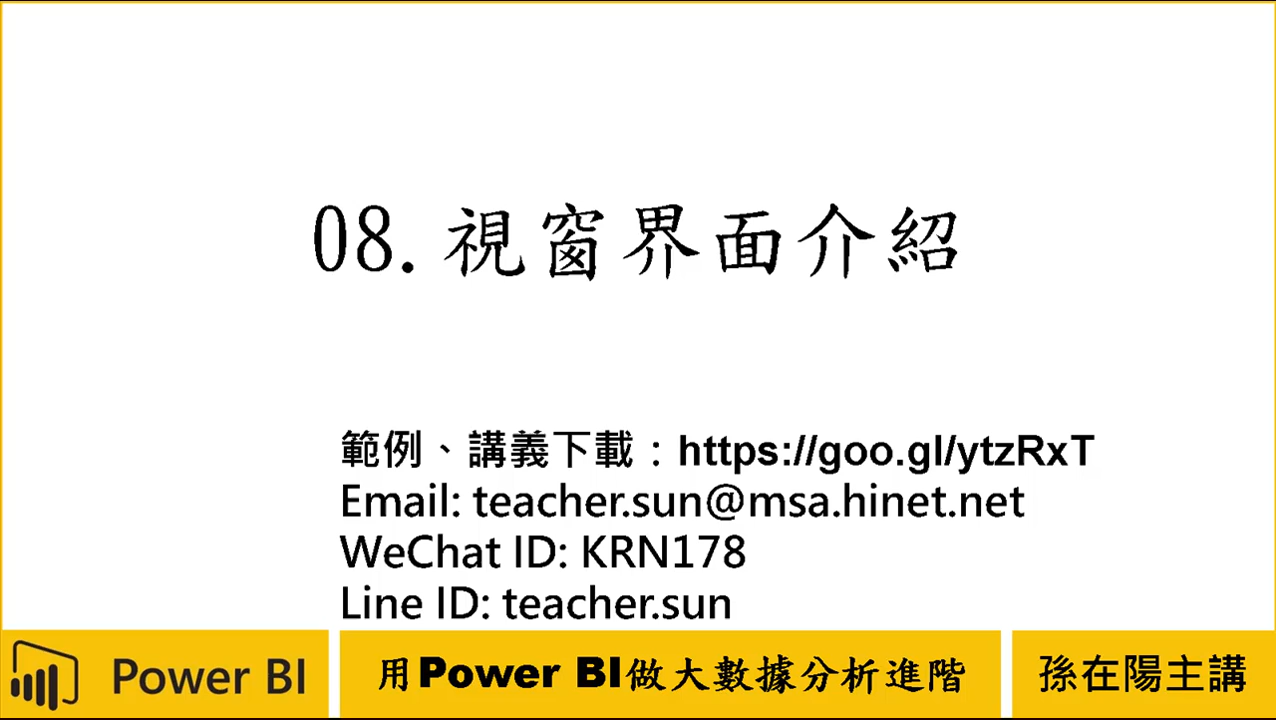 08.視窗界面介紹
範例、講義下載：https://goo.gl/ytzRxT
Email: teacher.sun@msa.hinet.net
WeChat ID: KRN178
Line ID: teacher.sun
Power BI
用Power BI做大數據分析進階
孫在陽主講